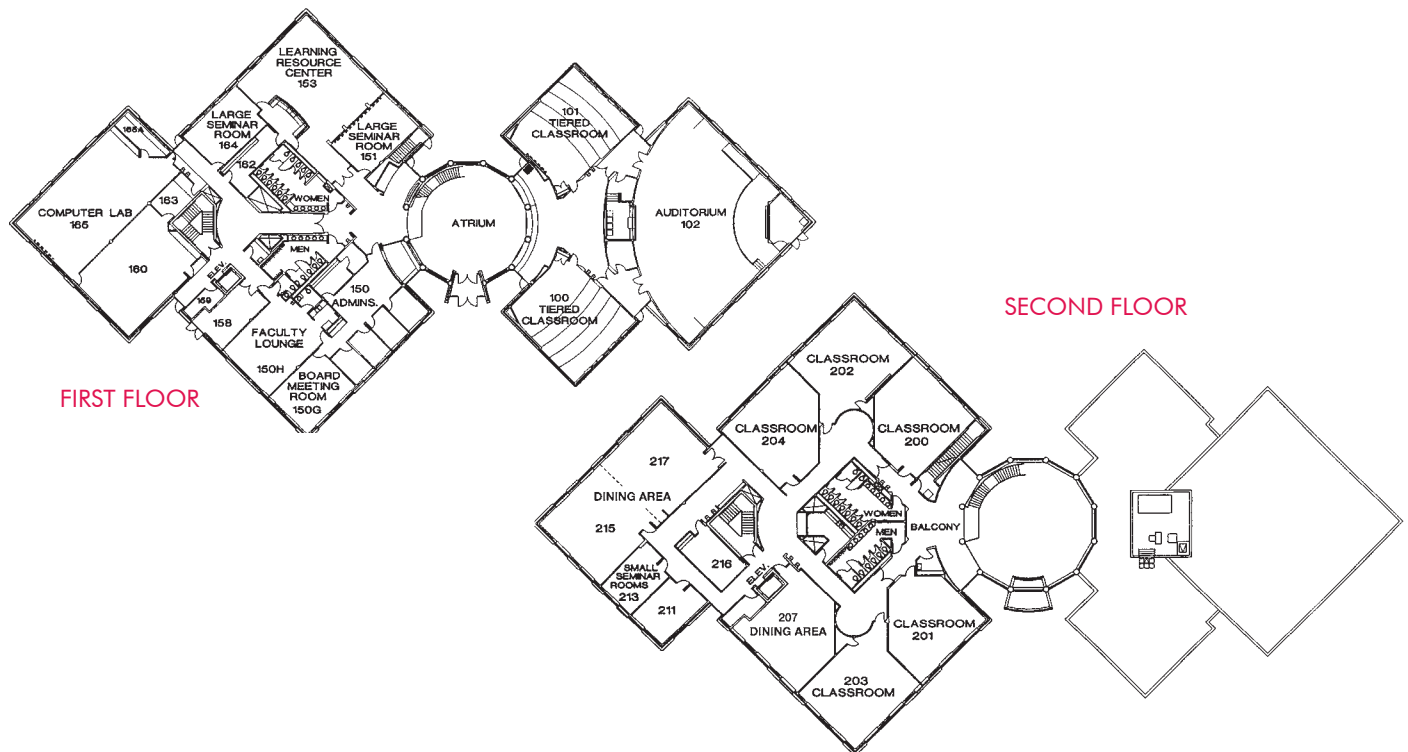 LEARNING
RESOURCE
CENTER
153
LARGE
SEMINAR
ROOM
164
LARGE
SEMINAR
ROOM
151
165A
162
WOMEN
163
COMPUTER LAB
165
160
MEN
ELEV.
159
158
150
ADMINS.
FACULTY
LOUNGE
150H
BOARD
MEETING
ROOM
150G
ATRIUM
101
TIERED
CLASSROOM
100
TIERED
CLASSROOM
AUDITORIUM
102
FIRST FLOOR
SECOND FLOOR
CLASSROOM
202
CLASSROOM
204
CLASSROOM
200
217
DINING AREA
215
WOMEN
MEN
BALCONY
216
ELEV.
SMALL
SEMINAR
ROOMS
213
211
207
DINING AREA
CLASSROOM
201
203
CLASSROOM